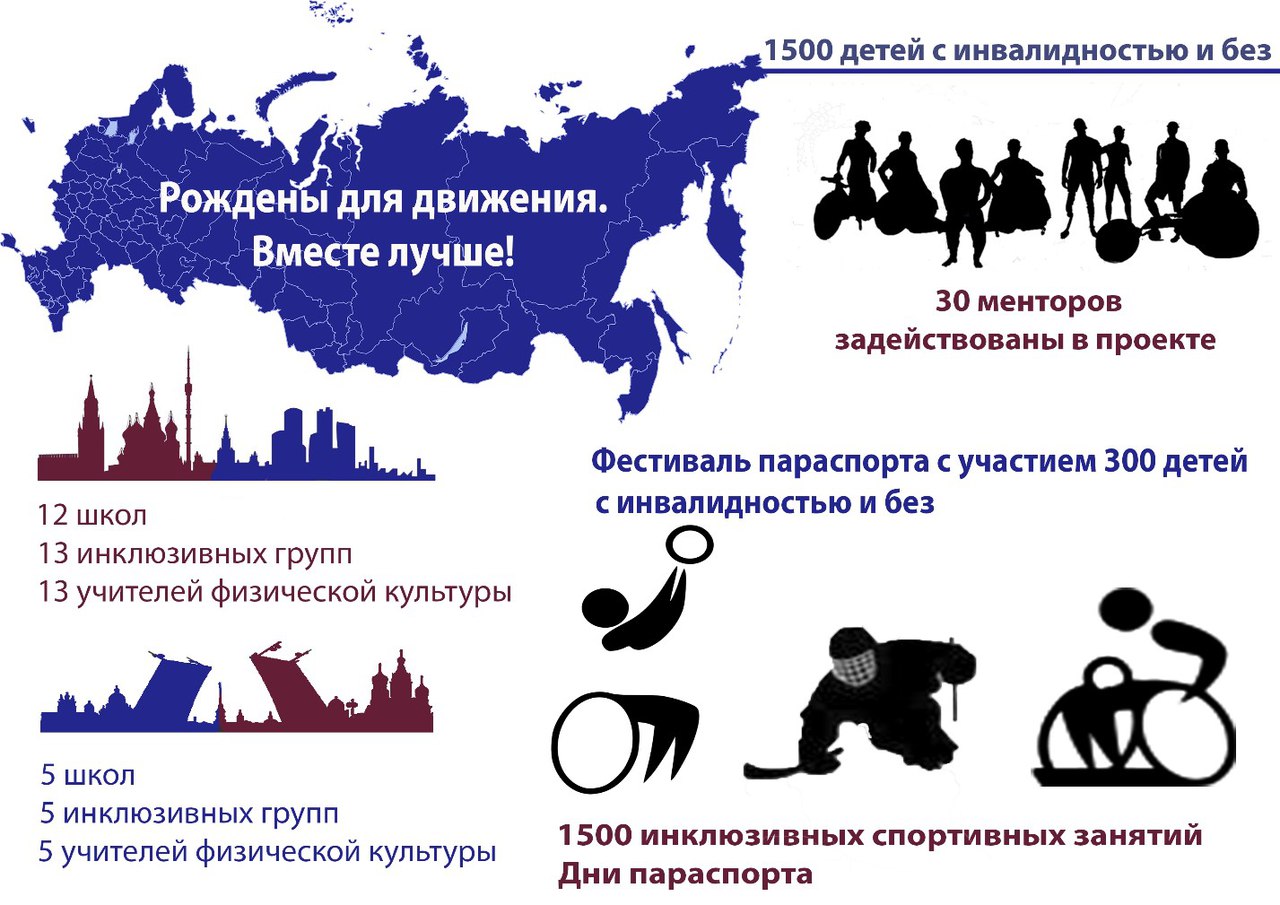 1500 детей с инвалидностью и без
Рождены для движения.
Вместе лучше!
30 менторов
задействованы в проекте
12 школ
13 инклюзивных групп
13 учителей физической культуры
Фестиваль параспорта с участием 300 детей
с инвалидностью и без
5 школ
5 инклюзивных групп
5 учителей физической культуры
1500 инклюзивных спортивных занятий
Дни параспорта